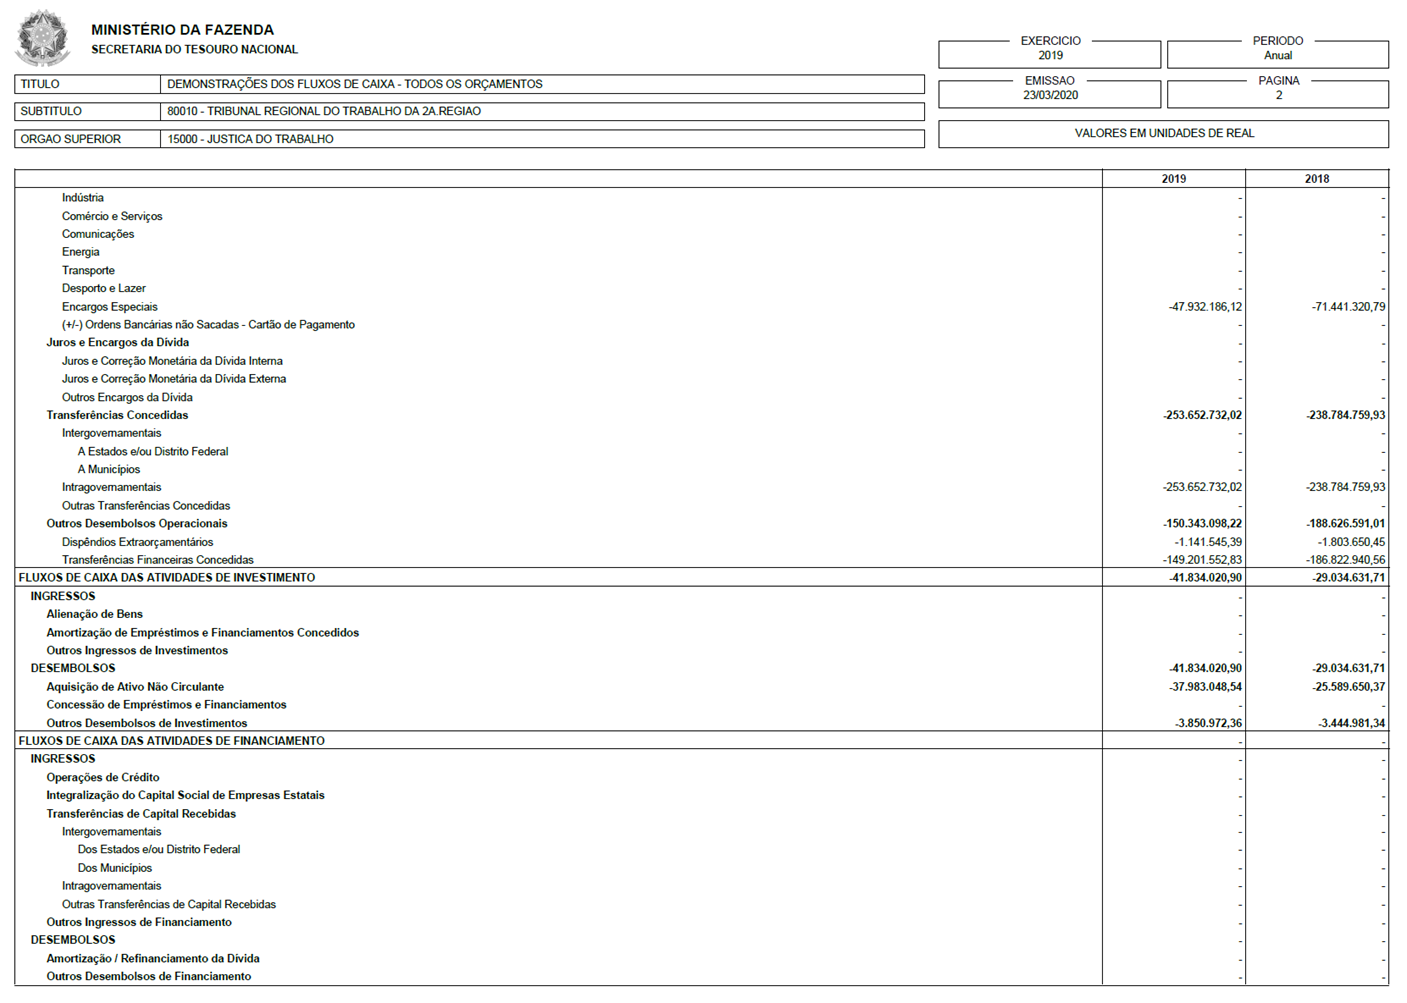 MINISTÉRIO DA FAZENDA
SECRETARIA DO TESOURO NACIONAL
EXERCICIO
2019
PERIODO
Anual
EMISSAO
23/03/2020
PAGINA
2
VALORES EM UNIDADES DE REAL
TITULO DEMONSTRAÇÕES DOS FLUXOS DE CAIXA - TODOS OS ORÇAMENTOS
SUBTITULO 80010 - TRIBUNAL REGIONAL DO TRABALHO DA 2A.REGIAO
ORGAO SUPERIOR 15000 - JUSTICA DO TRABALHO
2019 2018
Indústria - -
Comércio e Serviços - -
Comunicações - -
Energia - -
Transporte - -
Desporto e Lazer - -
Encargos Especiais -47.932.186,12 -71.441.320,79
(+/-) Ordens Bancárias não Sacadas - Cartão de Pagamento - -
Juros e Encargos da Dívida - -
Juros e Correção Monetária da Dívida Interna - -
Juros e Correção Monetária da Dívida Externa - -
Outros Encargos da Dívida - -
Transferências Concedidas -253.652.732,02 -238.784.759,93
Intergovernamentais - -
A Estados e/ou Distrito Federal - -
A Municípios - -
Intragovernamentais -253.652.732,02 -238.784.759,93
Outras Transferências Concedidas - -
Outros Desembolsos Operacionais -150.343.098,22 -188.626.591,01
Dispêndios Extraorçamentários -1.141.545,39 -1.803.650,45
Transferências Financeiras Concedidas -149.201.552,83 -186.822.940,56
FLUXOS DE CAIXA DAS ATIVIDADES DE INVESTIMENTO -41.834.020,90 -29.034.631,71
INGRESSOS - -
Alienação de Bens - -
Amortização de Empréstimos e Financiamentos Concedidos - -
Outros Ingressos de Investimentos - -
DESEMBOLSOS -41.834.020,90 -29.034.631,71
Aquisição de Ativo Não Circulante -37.983.048,54 -25.589.650,37
Concessão de Empréstimos e Financiamentos - -
Outros Desembolsos de Investimentos -3.850.972,36 -3.444.981,34
FLUXOS DE CAIXA DAS ATIVIDADES DE FINANCIAMENTO - -
INGRESSOS - -
Operações de Crédito - -
Integralização do Capital Social de Empresas Estatais - -
Transferências de Capital Recebidas - -
Intergovernamentais - -
Dos Estados e/ou Distrito Federal - -
Dos Municípios - -
Intragovernamentais - -
Outras Transferências de Capital Recebidas - -
Outros Ingressos de Financiamento - -
DESEMBOLSOS - -
Amortização / Refinanciamento da Dívida - -
Outros Desembolsos de Financiamento - -